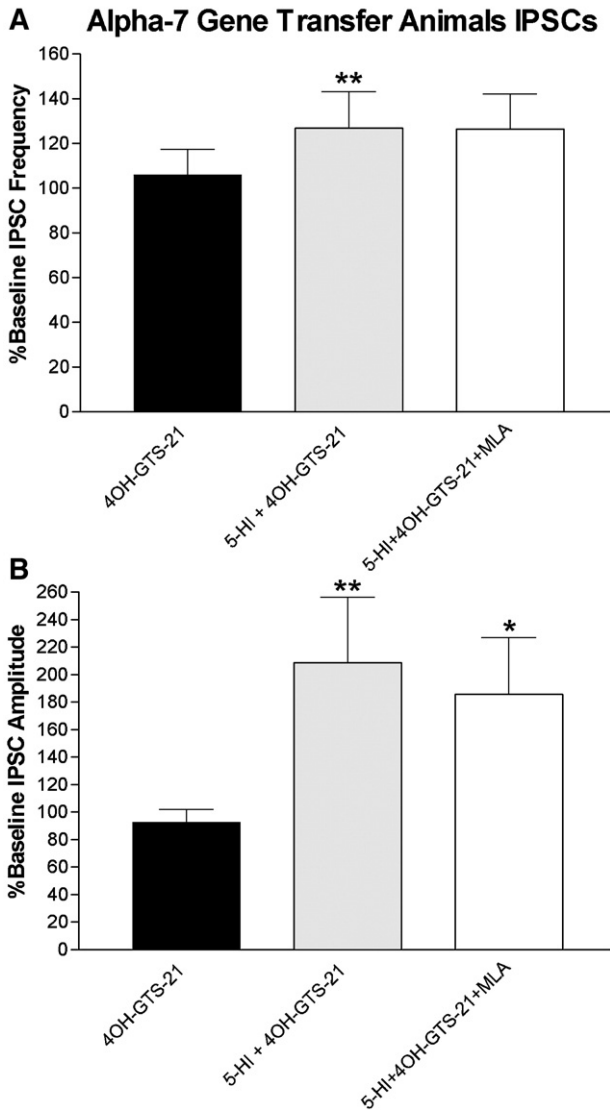 A Alpha-7 Gene Transfer Animals IPSCs
%Baseline IPSC Frequency
160
140
120
100
80
60
40
20
0
**
4OH-GTS-21
5-HI + 4OH-GTS-21
5-HI+4OH-GTS-21+MLA
B
%Baseline IPSC Amplitude
260
240
220
200
180
160
140
120
100
80
60
40
20
0
**
*
4OH-GTS-21
5-HI + 4OH-GTS-21
5-HI+4OH-GTS-21+MLA